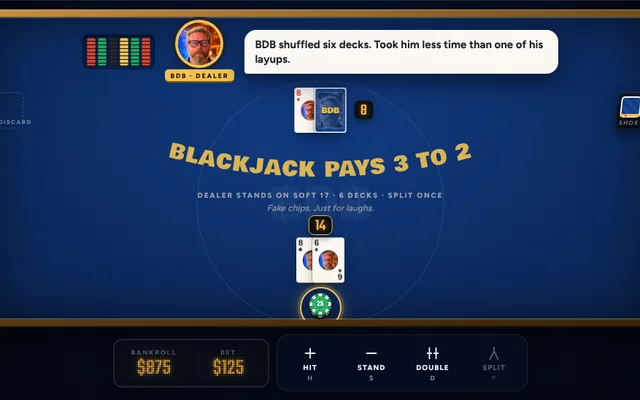 BDB shuffled six decks. Took him less time than one of his
layups.
BDB · DEALER
8
BDB
8
DISCARD
SHOE
BLACKJACK PAYS 3 TO 2
DEALER STANDS ON SOFT 17 · 6 DECKS · SPLIT ONCE
Fake chips. Just for laughs.
14
8
6
6
25
BANKROLL
$875
BET
$125
HIT
H
STAND
S
DOUBLE
D
SPLIT
P